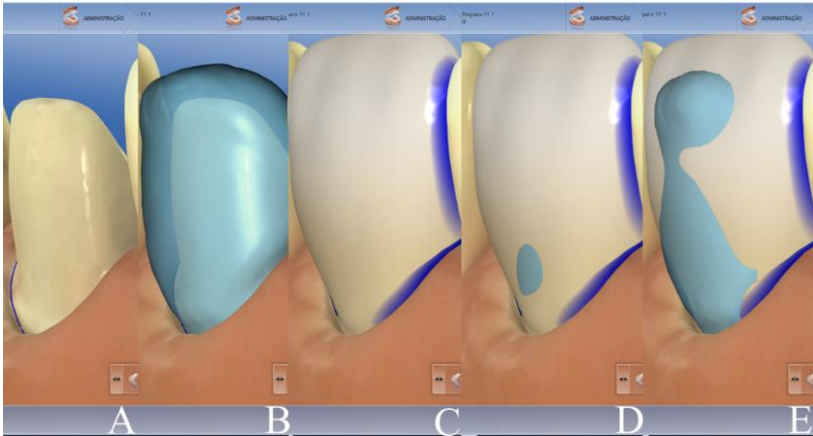 ADMINISTRAÇÃO
ADMINISTRAÇÃO
ADMINISTRAÇÃO
ADMINISTRAÇÃO
ADMINISTRAÇÃO
A
B
C
D
E